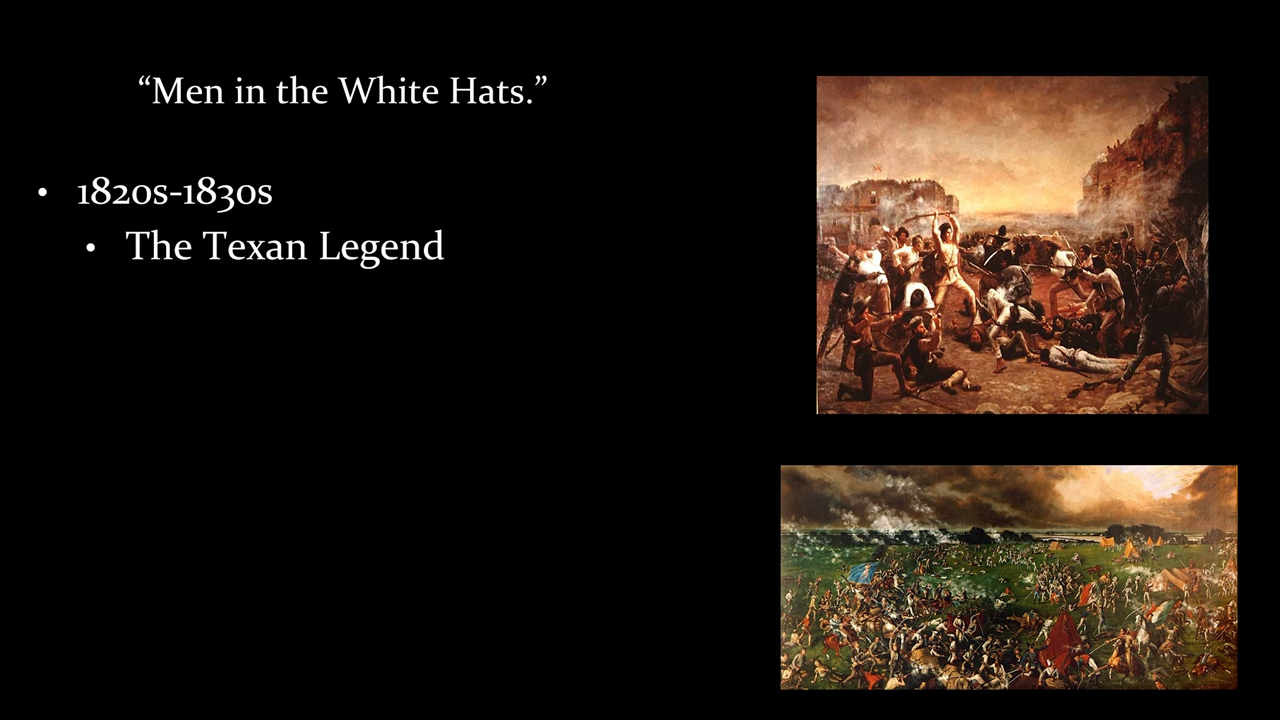 “Men in the White Hats.”
• 1820s-1830s
• The Texan Legend